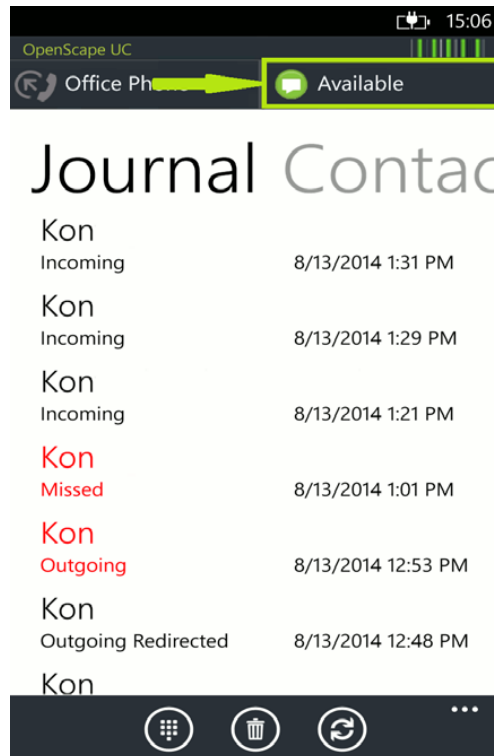 15:06
OpenScape UC
Office Ph
Available
Journal Contac
Kon
Incoming 8/13/2014 1:31 PM
Kon
Incoming 8/13/2014 1:29 PM
Kon
Incoming 8/13/2014 1:21 PM
Kon
Missed 8/13/2014 1:01 PM
Kon
Outgoing 8/13/2014 12:53 PM
Kon
Outgoing Redirected 8/13/2014 12:48 PM
Kon